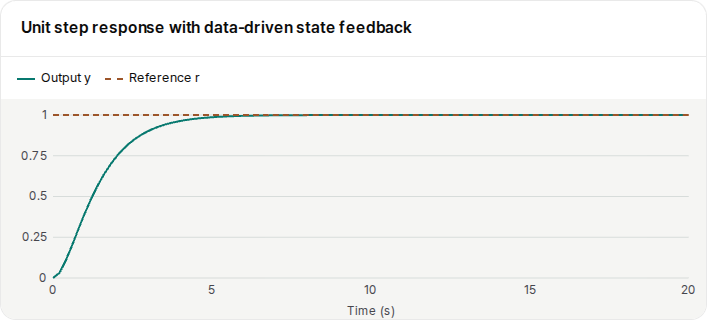 Unit step response with data-driven state feedback
Output y
Reference r
1
0.75
0.5
0.25
0
0
5
10
15
20
Time (s)